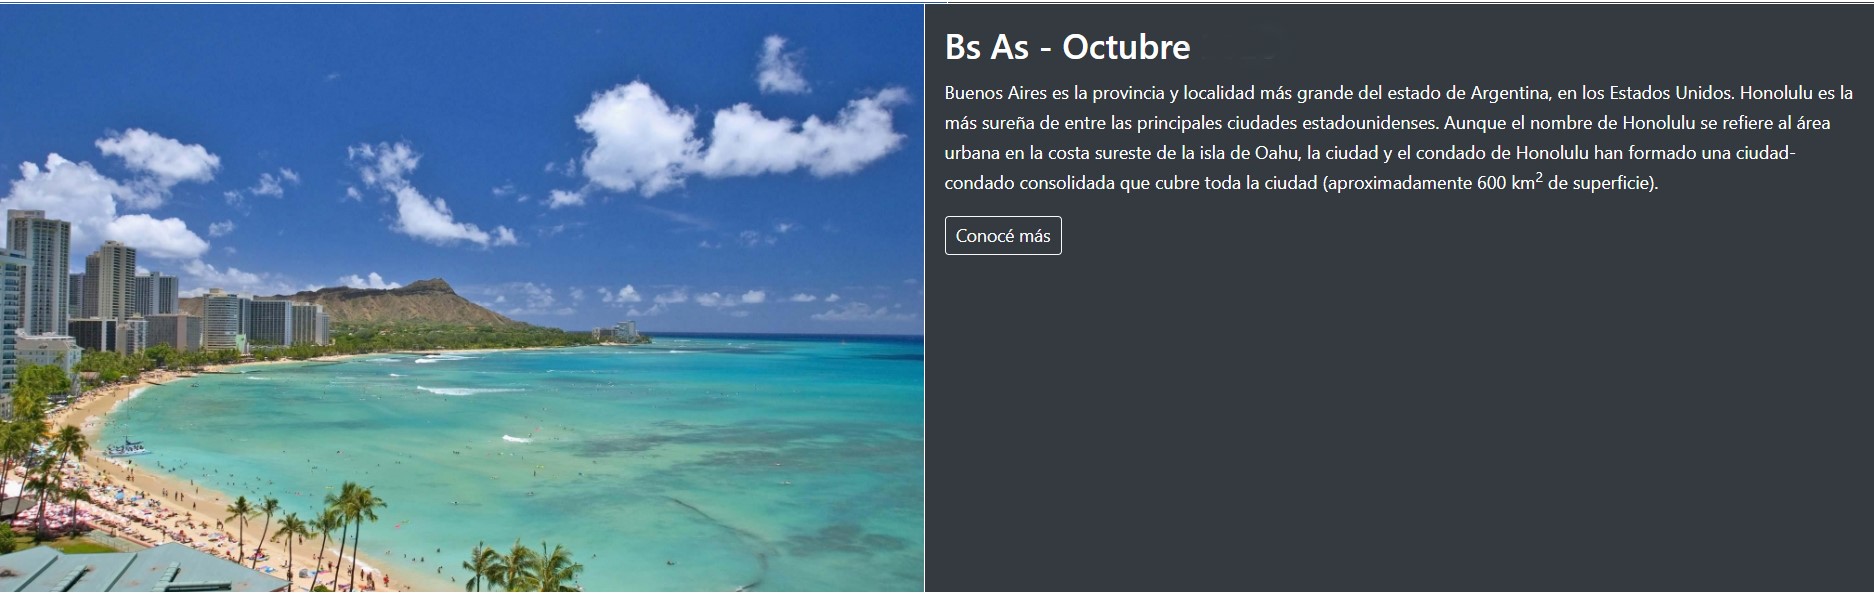 Bs As - Octubre
Buenos Aires es la provincia y localidad más grande del estado de Argentina, en los Estados Unidos. Honolulu es la
más sureña de entre las principales ciudades estadounidenses. Aunque el nombre de Honolulu se refiere al área
urbana en la costa sureste de la isla de Oahu, la ciudad y el condado de Honolulu han formado una ciudad-
condado consolidada que cubre toda la ciudad (aproximadamente 600 km² de superficie).
Conocé más